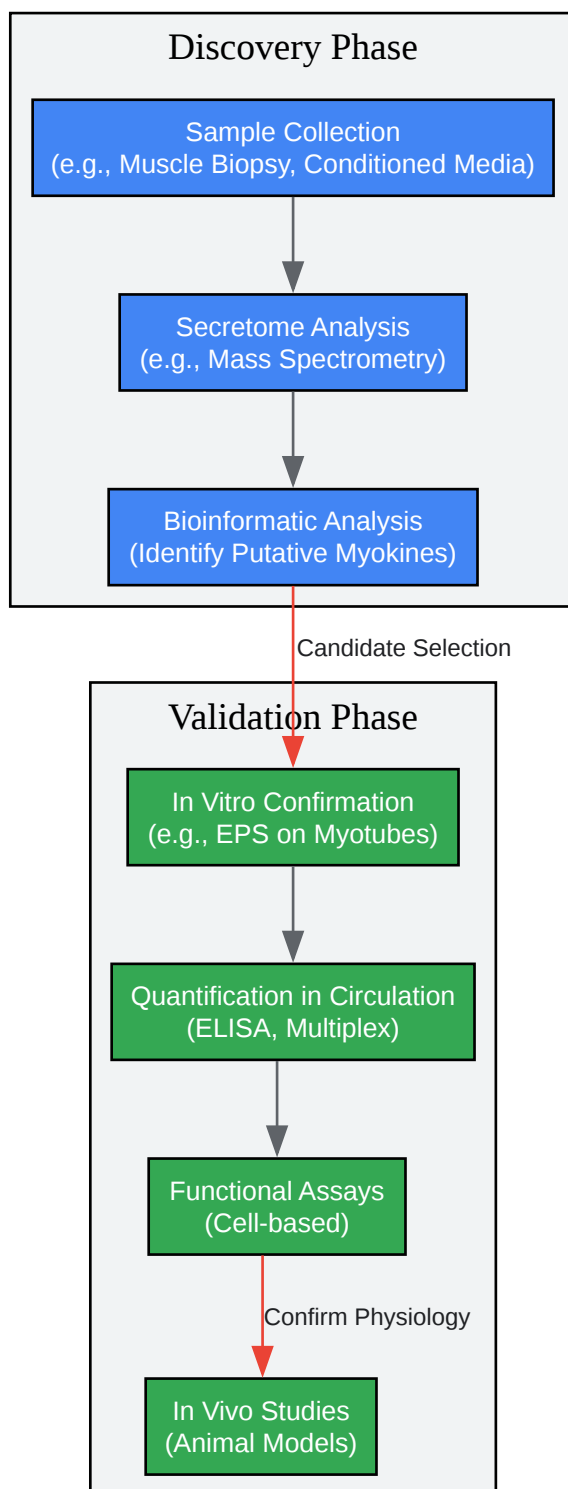 Discovery Phase
Sample Collection
(e.g., Muscle Biopsy, Conditioned Media)
Secretome Analysis
(e.g., Mass Spectrometry)
Bioinformatic Analysis
(Identify Putative Myokines)
Candidate Selection
Validation Phase
In Vitro Confirmation
(e.g., EPS on Myotubes)
Quantification in Circulation
(ELISA, Multiplex)
Functional Assays
(Cell-based)
Confirm Physiology
In Vivo Studies
(Animal Models)